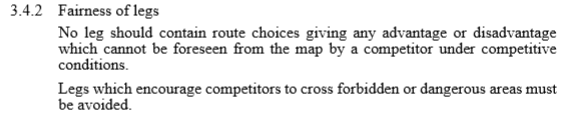 3.4.2 Fairness of legs
No leg should contain route choices giving any advantage or disadvantage
which cannot be foreseen from the map by a competitor under competitive
conditions.
Legs which encourage competitors to cross forbidden or dangerous areas must
be avoided.